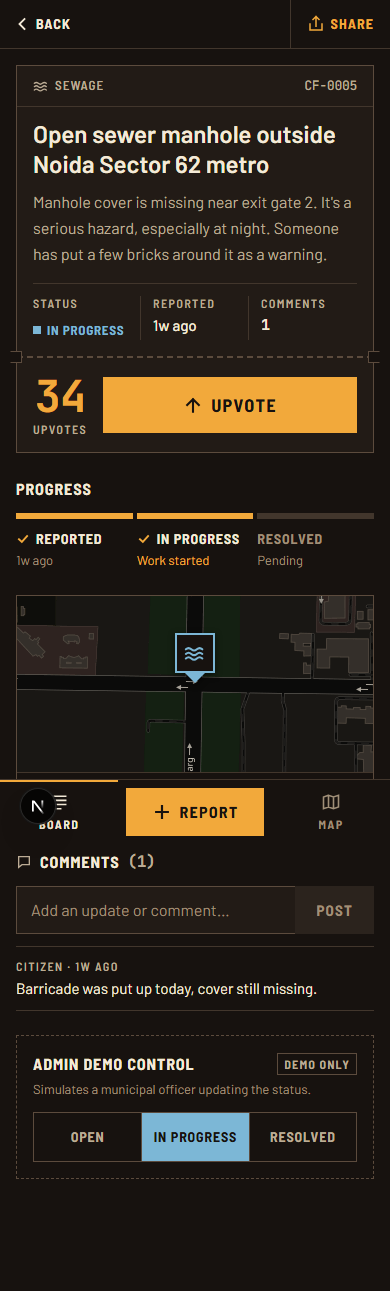 BACK
SHARE
SEWAGE
CF-0005
Open sewer manhole outside
Noida Sector 62 metro
Manhole cover is missing near exit gate 2. It's a
serious hazard, especially at night. Someone
has put a few bricks around it as a warning.
STATUS
REPORTED
COMMENTS
IN PROGRESS
1w ago
1
34
UPVOTES
UPVOTE
PROGRESS
REPORTED
IN PROGRESS
RESOLVED
1w ago
Work started
Pending
arg
N
BOARD
REPORT
MAP
COMMENTS (1)
Add an update or comment...
POST
CITIZEN · 1W AGO
Barricade was put up today, cover still missing.
ADMIN DEMO CONTROL
DEMO ONLY
Simulates a municipal officer updating the status.
OPEN
IN PROGRESS
RESOLVED